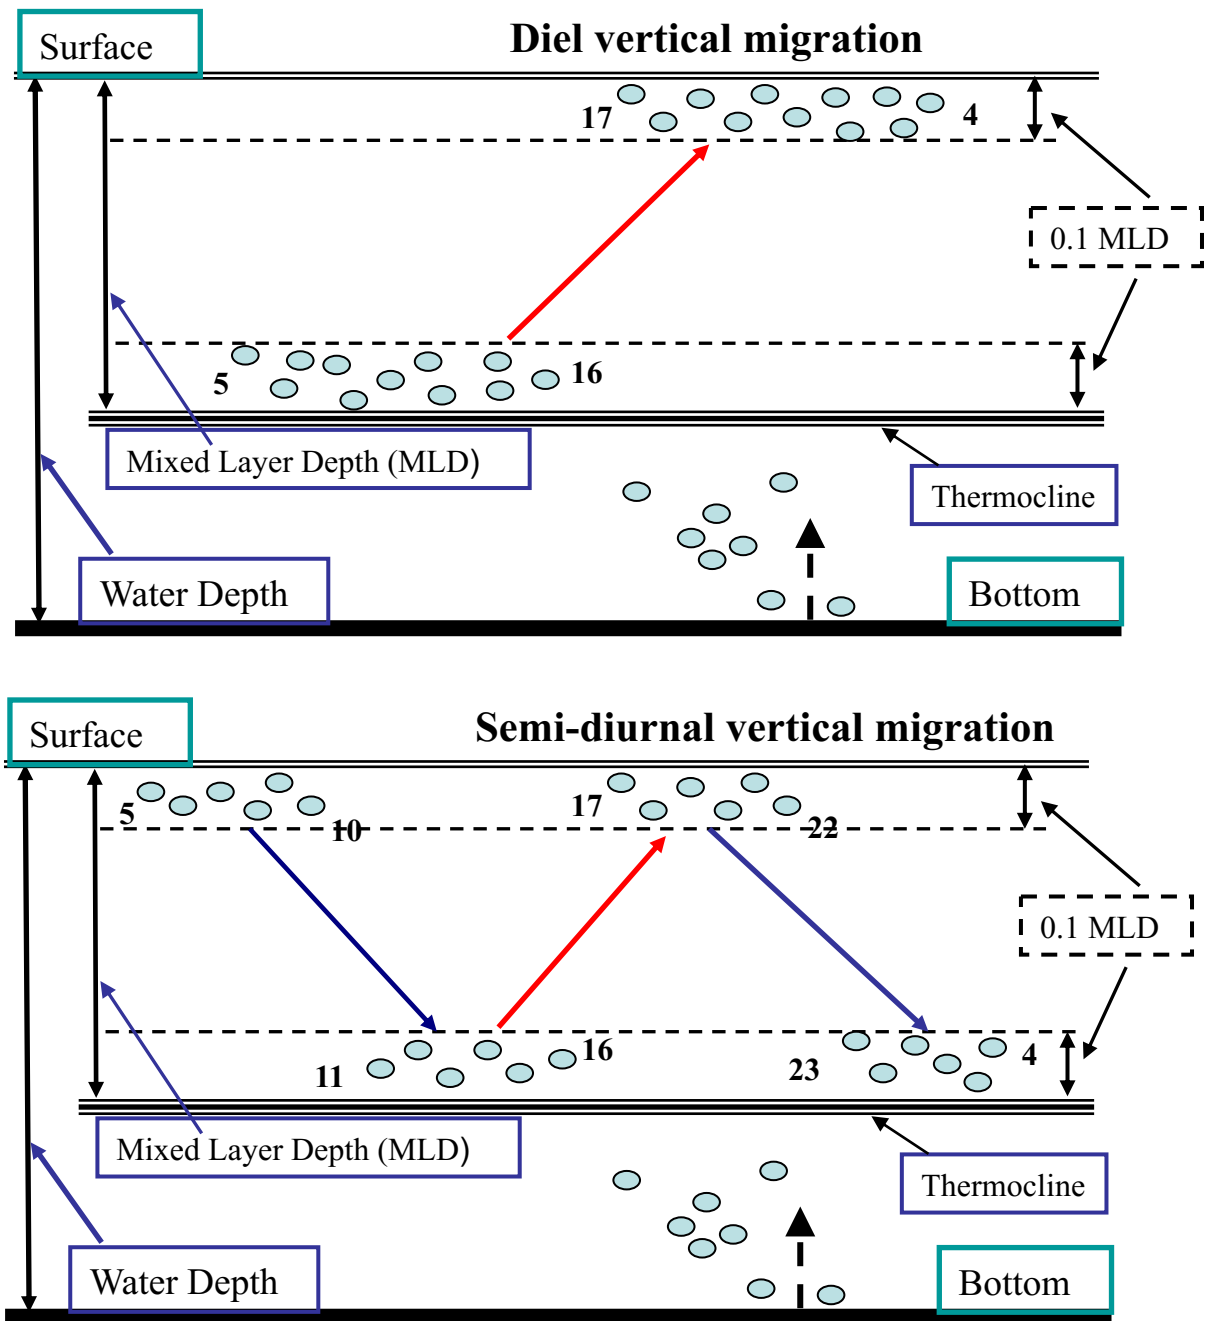 Surface
Diel vertical migration
17
4
0.1 MLD
5
16
Mixed Layer Depth (MLD)
Thermocline
Water Depth
Bottom
Surface
Semi-diurnal vertical migration
5
10
17
22
0.1 MLD
11
16
23
4
Mixed Layer Depth (MLD)
Thermocline
Water Depth
Bottom